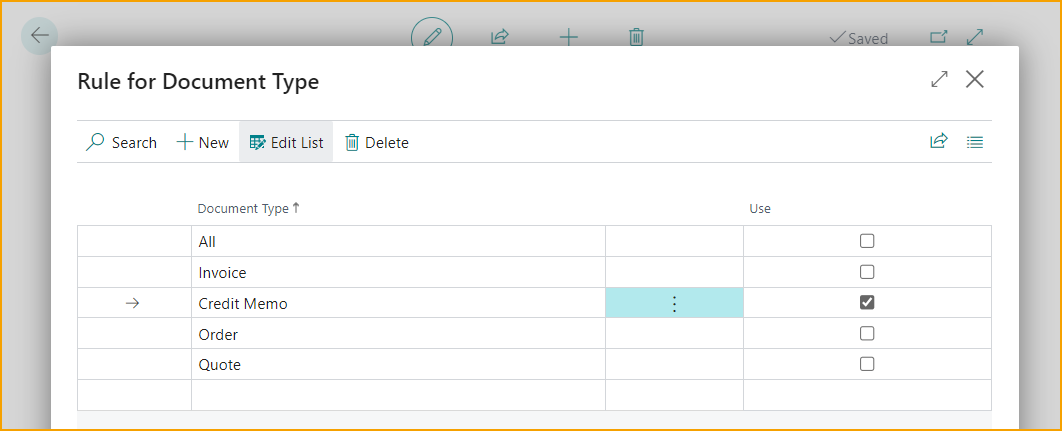 Saved
Rule for Document Type
Search New Edit List Delete
Document Type↑ Use
All
Invoice
Credit Memo
Order
Quote